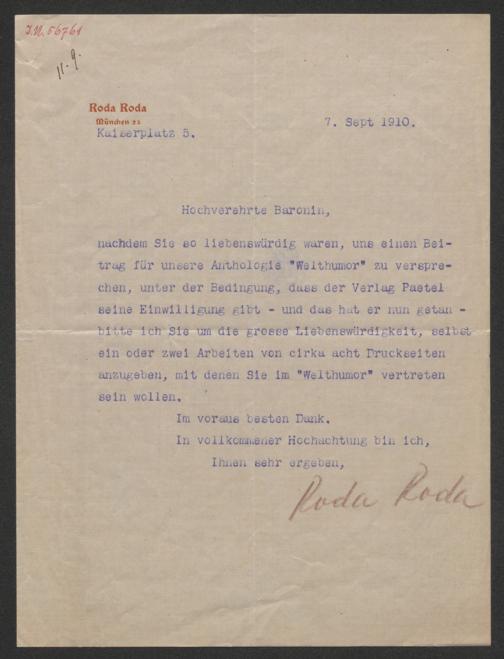 I.N. 56761
11. 9.
Roda Roda
München 23
Kaiserplatz 5.
7. Sept 1910.
Hochverehrte Baronin,
nachdem Sie so liebenswürdig waren, uns einen Bei-
trag für unsere Anthologie "Welthumor" zu verspre-
chen, unter der Bedingung, dass der Verlag Paetel
seine Einwilligung gibt - und das hat er nun getan -
bitte ich Sie um die grosse Liebenswürdigkeit, selbst
ein oder zwei Arbeiten von cirka acht Druckseiten
anzugeben, mit denen Sie im "Welthumor" vertreten
sein wollen.
Im voraus besten Dank.
In vollkommener Hochachtung bin ich,
Ihnen sehr ergeben,
Roda Roda